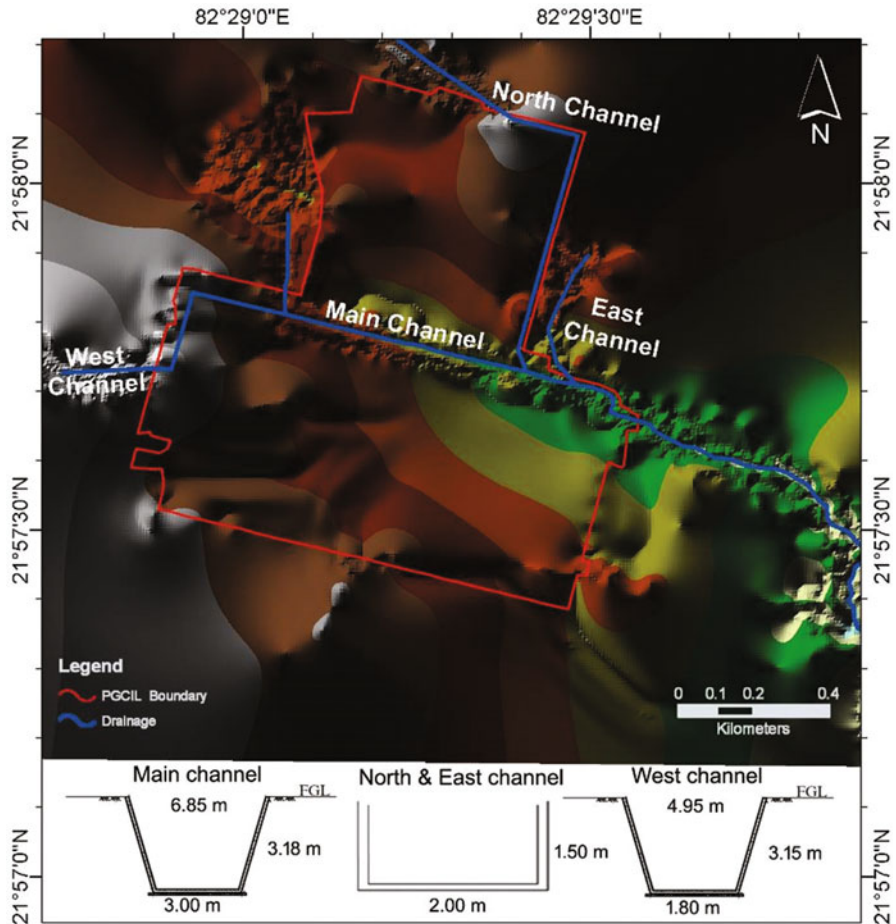 82°29'0"E 82°29'30"E
North Channel
N
21°58'0"N 21°58'0"N
East
Channel
Main Channel
West
Channel
21°57'30"N 21°57'30"N
Legend
PGCIL Boundary
Drainage
0 0.1 0.2 0.4
Kilometers
Main channel North & East channel West channel
6.85 m FGL 4.95 m FGL
3.18 m 1.50 m 3.15 m
3.00 m 2.00 m 1.80 m
21°57'0"N 21°57'0"N